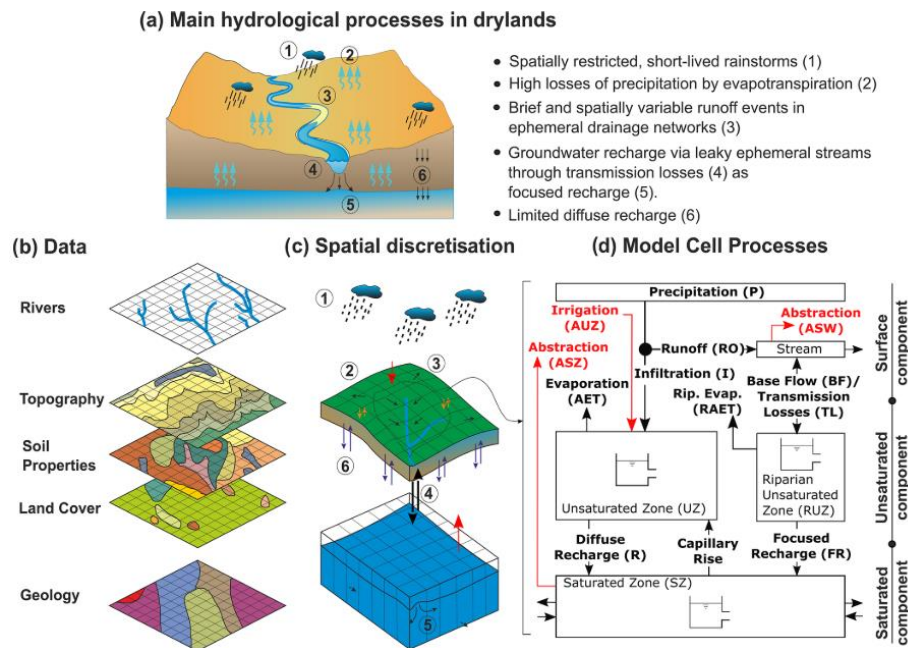 (a) Main hydrological processes in drylands
1
2
3
4
5
6
• Spatially restricted, short-lived rainstorms (1)
• High losses of precipitation by evapotranspiration (2)
• Brief and spatially variable runoff events in
ephemeral drainage networks (3)
• Groundwater recharge via leaky ephemeral streams
through transmission losses (4) as
focused recharge (5).
• Limited diffuse recharge (6)
(b) Data
Rivers
Topography
Soil
Properties
Land Cover
Geology
(c) Spatial discretisation
1
2
3
6
4
5
(d) Model Cell Processes
Precipitation (P)
Irrigation
(AUZ)
Abstraction
(ASW)
Abstraction
(ASZ)
Runoff (RO)
Stream
Infiltration (I)
Evaporation
(AET)
Rip. Evap.
(RAET)
Base Flow (BF)/
Transmission
Losses (TL)
Unsaturated Zone (UZ)
Riparian
Unsaturated
Zone (RUZ)
Diffuse
Recharge (R)
Capillary
Rise
Focused
Recharge (FR)
Saturated Zone (SZ)
Surface
component
Unsaturated
component
Saturated
component